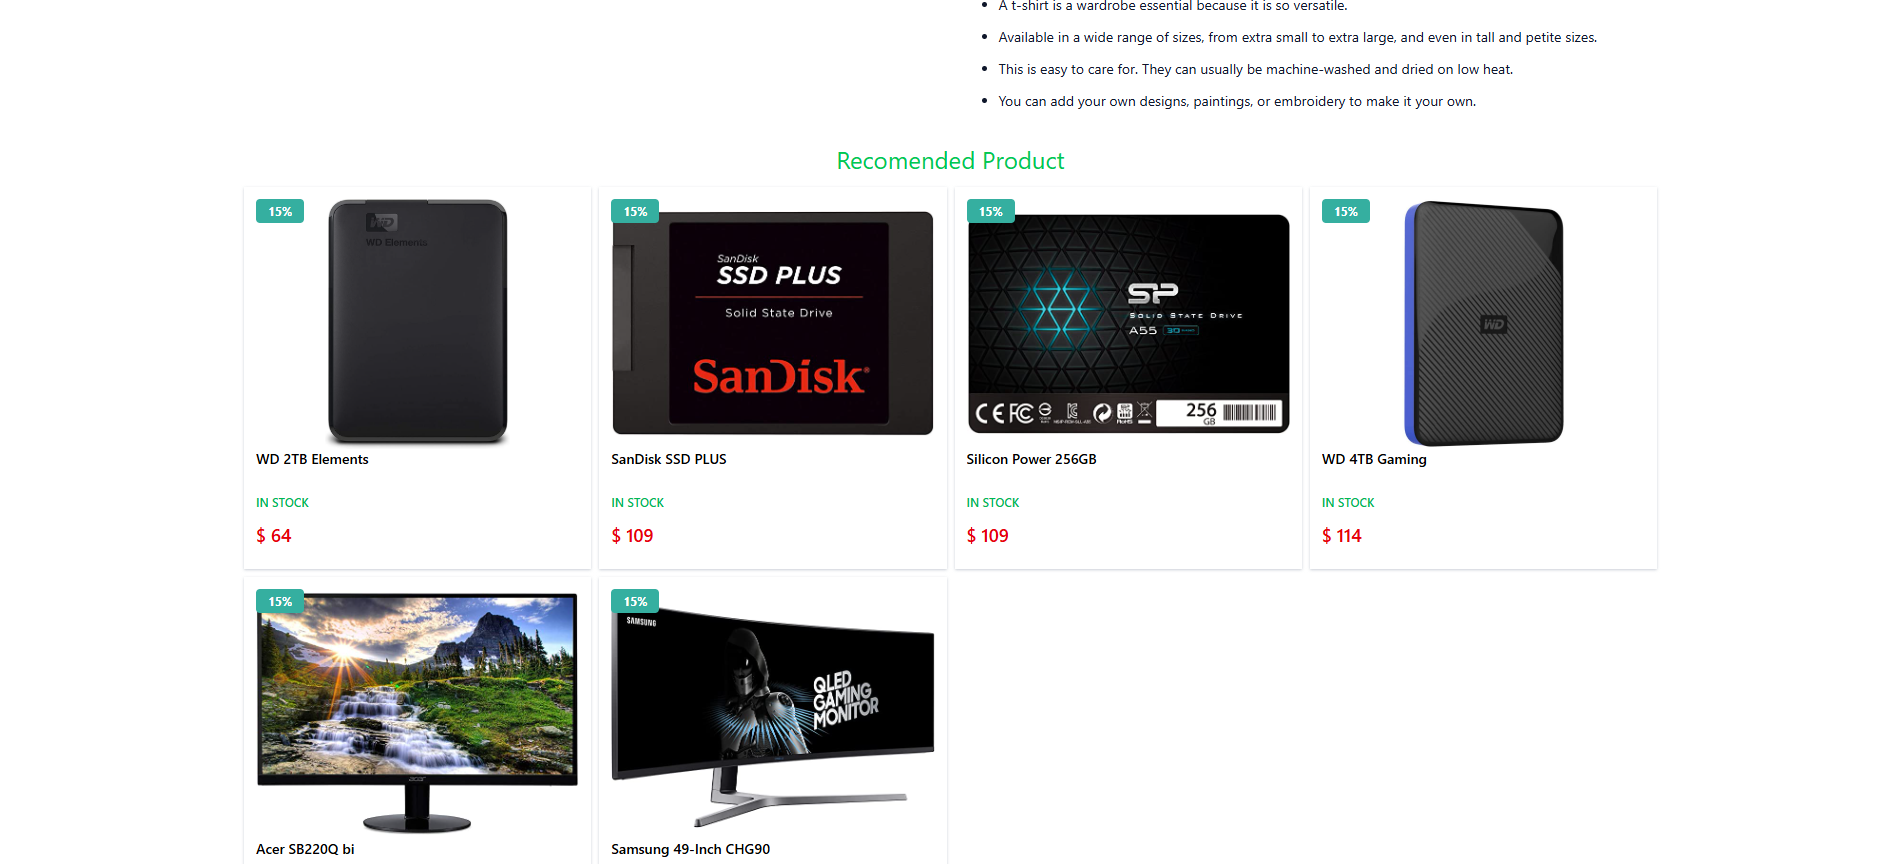 A t-shirt is a wardrobe essential because it is so versatile.
Available in a wide range of sizes, from extra small to extra large, and even in tall and petite sizes.
This is easy to care for. They can usually be machine-washed and dried on low heat.
You can add your own designs, paintings, or embroidery to make it your own.
Recomended Product
15%
WD
WD Elements
WD 2TB Elements
IN STOCK
$ 64
15%
SanDisk
SSD PLUS
Solid State Drive
SanDisk®
SanDisk SSD PLUS
IN STOCK
$ 109
15%
SP
SOLID STATE DRIVE
A55
CE FC
RoHS
256
GB
Silicon Power 256GB
IN STOCK
$ 109
15%
WD
WD 4TB Gaming
IN STOCK
$ 114
15%
acer
Acer SB220Q bi
15%
SAMSUNG
QLED
GAMING
MONITOR
Samsung 49-Inch CHG90